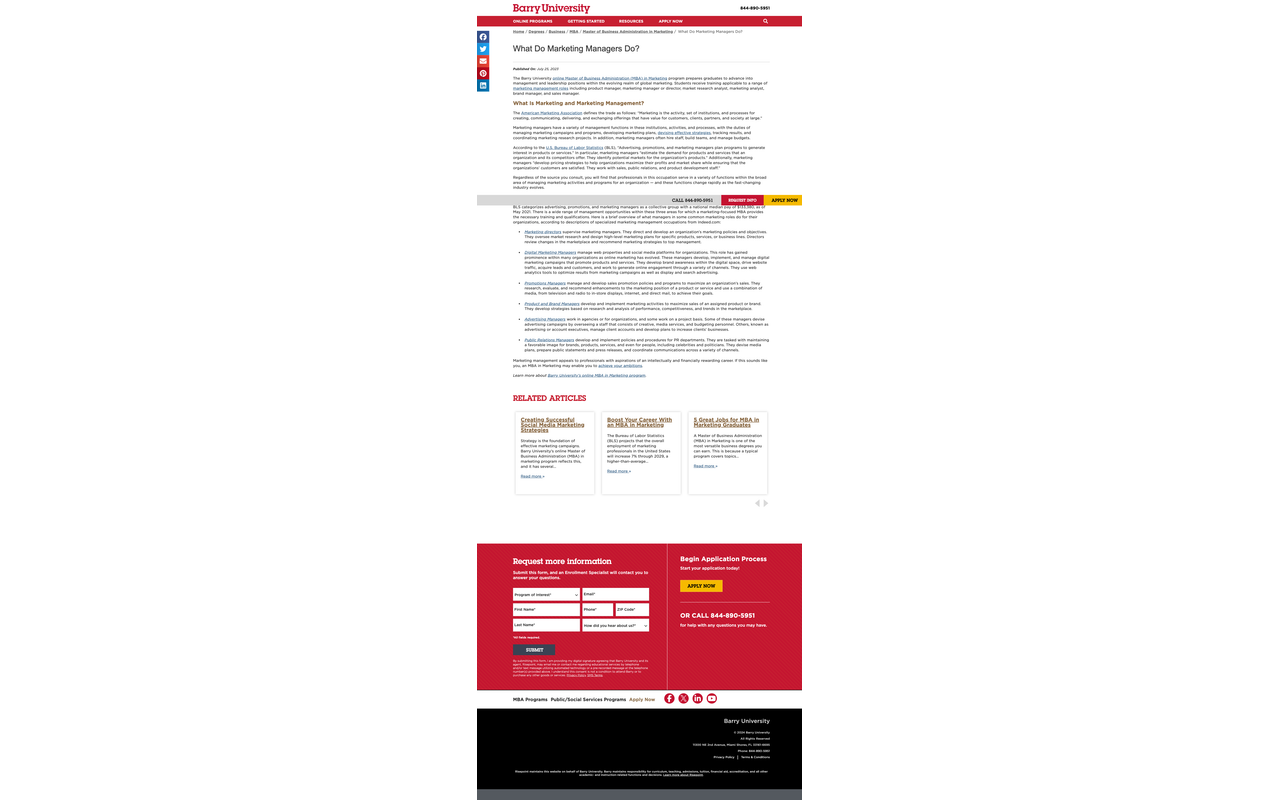 Barry University
844-890-5951
ONLINE PROGRAMS GETTING STARTED RESOURCES APPLY NOW
Home / Degrees / Business / MBA / Master of Business Administration in Marketing / What Do Marketing Managers Do?
What Do Marketing Managers Do?
Published On: July 25, 2023
The Barry University online Master of Business Administration (MBA) in Marketing program prepares graduates to advance into
management and leadership positions within the evolving realm of global marketing. Students receive training applicable to a range of
marketing management roles including product manager, marketing manager or director, market research analyst, marketing analyst,
brand manager, and sales manager.
What Is Marketing and Marketing Management?
The American Marketing Association defines the trade as follows: "Marketing is the activity, set of institutions, and processes for
creating, communicating, delivering, and exchanging offerings that have value for customers, clients, partners, and society at large."
Marketing managers have a variety of management functions in these institutions, activities, and processes, with the duties of
managing marketing campaigns and programs, developing marketing plans, devising effective strategies, tracking results, and
coordinating marketing research projects. In addition, marketing managers often hire staff, build teams, and manage budgets.
According to the U.S. Bureau of Labor Statistics (BLS), "Advertising, promotions, and marketing managers plan programs to generate
interest in products or services." In particular, marketing managers "estimate the demand for products and services that an
organization and its competitors offer. They identify potential markets for the organization's products." Additionally, marketing
managers "develop pricing strategies to help organizations maximize their profits and market share while ensuring that the
organizations' customers are satisfied. They work with sales, public relations, and product development staff."
Regardless of the source you consult, you will find that professionals in this occupation serve in a variety of functions within the broad
area of managing marketing activities and programs for an organization — and these functions change rapidly as the fast-changing
industry evolves.
CALL 844-890-5951 REQUEST INFO APPLY NOW
BLS categorizes advertising, promotions, and marketing managers as a collective group with a national median pay of $133,380, as of
May 2021. There is a wide range of management opportunities within these three areas for which a marketing-focused MBA provides
the necessary training and qualifications. Here is a brief overview of what managers in some common marketing roles do for their
organizations, according to descriptions of specialized marketing management occupations from Indeed.com:
• Marketing directors supervise marketing managers. They direct and develop an organization's marketing policies and objectives.
They oversee market research and design high-level marketing plans for specific products, services, or business lines. Directors
review changes in the marketplace and recommend marketing strategies to top management.
• Digital Marketing Managers manage web properties and social media platforms for organizations. This role has gained
prominence within many organizations as online marketing has evolved. These managers develop, implement, and manage digital
marketing campaigns that promote products and services. They develop brand awareness within the digital space, drive website
traffic, acquire leads and customers, and work to generate online engagement through a variety of channels. They use web
analytics tools to optimize results from marketing campaigns as well as display and search advertising.
• Promotions Managers manage and develop sales promotion policies and programs to maximize an organization's sales. They
research, evaluate, and recommend enhancements to the marketing position of a product or service and use a combination of
media, from television and radio to in-store displays, internet, and direct mail, to achieve their goals.
• Product and Brand Managers develop and implement marketing activities to maximize sales of an assigned product or brand.
They develop strategies based on research and analysis of performance, competitiveness, and trends in the marketplace.
• Advertising Managers work in agencies or for organizations, and some work on a project basis. Some of these managers devise
advertising campaigns by overseeing a staff that consists of creative, media services, and budgeting personnel. Others, known as
advertising or account executives, manage client accounts and develop plans to increase clients' businesses.
• Public Relations Managers develop and implement policies and procedures for PR departments. They are tasked with maintaining
a favorable image for brands, products, services, and even for people, including celebrities and politicians. They devise media
plans, prepare public statements and press releases, and coordinate communications across a variety of channels.
Marketing management appeals to professionals with aspirations of an intellectually and financially rewarding career. If this sounds like
you, an MBA in Marketing may enable you to achieve your ambitions.
Learn more about Barry University's online MBA in Marketing program.
RELATED ARTICLES
Creating Successful
Social Media Marketing
Strategies
Strategy is the foundation of
effective marketing campaigns.
Barry University's online Master of
Business Administration (MBA) in
marketing program reflects this,
and it has several...
Read more »
Boost Your Career With
an MBA in Marketing
The Bureau of Labor Statistics
(BLS) projects that the overall
employment of marketing
professionals in the United States
will increase 7% through 2029, a
higher-than-average...
Read more »
5 Great Jobs for MBA in
Marketing Graduates
A Master of Business Administration
(MBA) in Marketing is one of the
most versatile business degrees you
can earn. This is because a typical
program covers topics...
Read more »
Request more information
Submit this form, and an Enrollment Specialist will contact you to
answer your questions.
Program of Interest* Email*
First Name* Phone* ZIP Code*
Last Name* How did you hear about us?*
*All fields required.
SUBMIT
By submitting this form, I am providing my digital signature agreeing that Barry University and its
agent, Risepoint, may email me or contact me regarding educational services by telephone
and/or text message utilizing automated technology or a pre-recorded message at the telephone
number(s) provided above. I understand this consent is not a condition to attend Barry or to
purchase any other goods or services. Privacy Policy. SMS Terms.
Begin Application Process
Start your application today!
APPLY NOW
OR CALL 844-890-5951
for help with any questions you may have.
MBA Programs Public/Social Services Programs Apply Now
Barry University
© 2024 Barry University
All Rights Reserved
11300 NE 2nd Avenue, Miami Shores, FL 33161-6695
Phone: 844-890-5951
Privacy Policy | Terms & Conditions
Risepoint maintains this website on behalf of Barry University. Barry maintains responsibility for curriculum, teaching, admissions, tuition, financial aid, accreditation, and all other
academic- and instruction-related functions and decisions. Learn more about Risepoint.